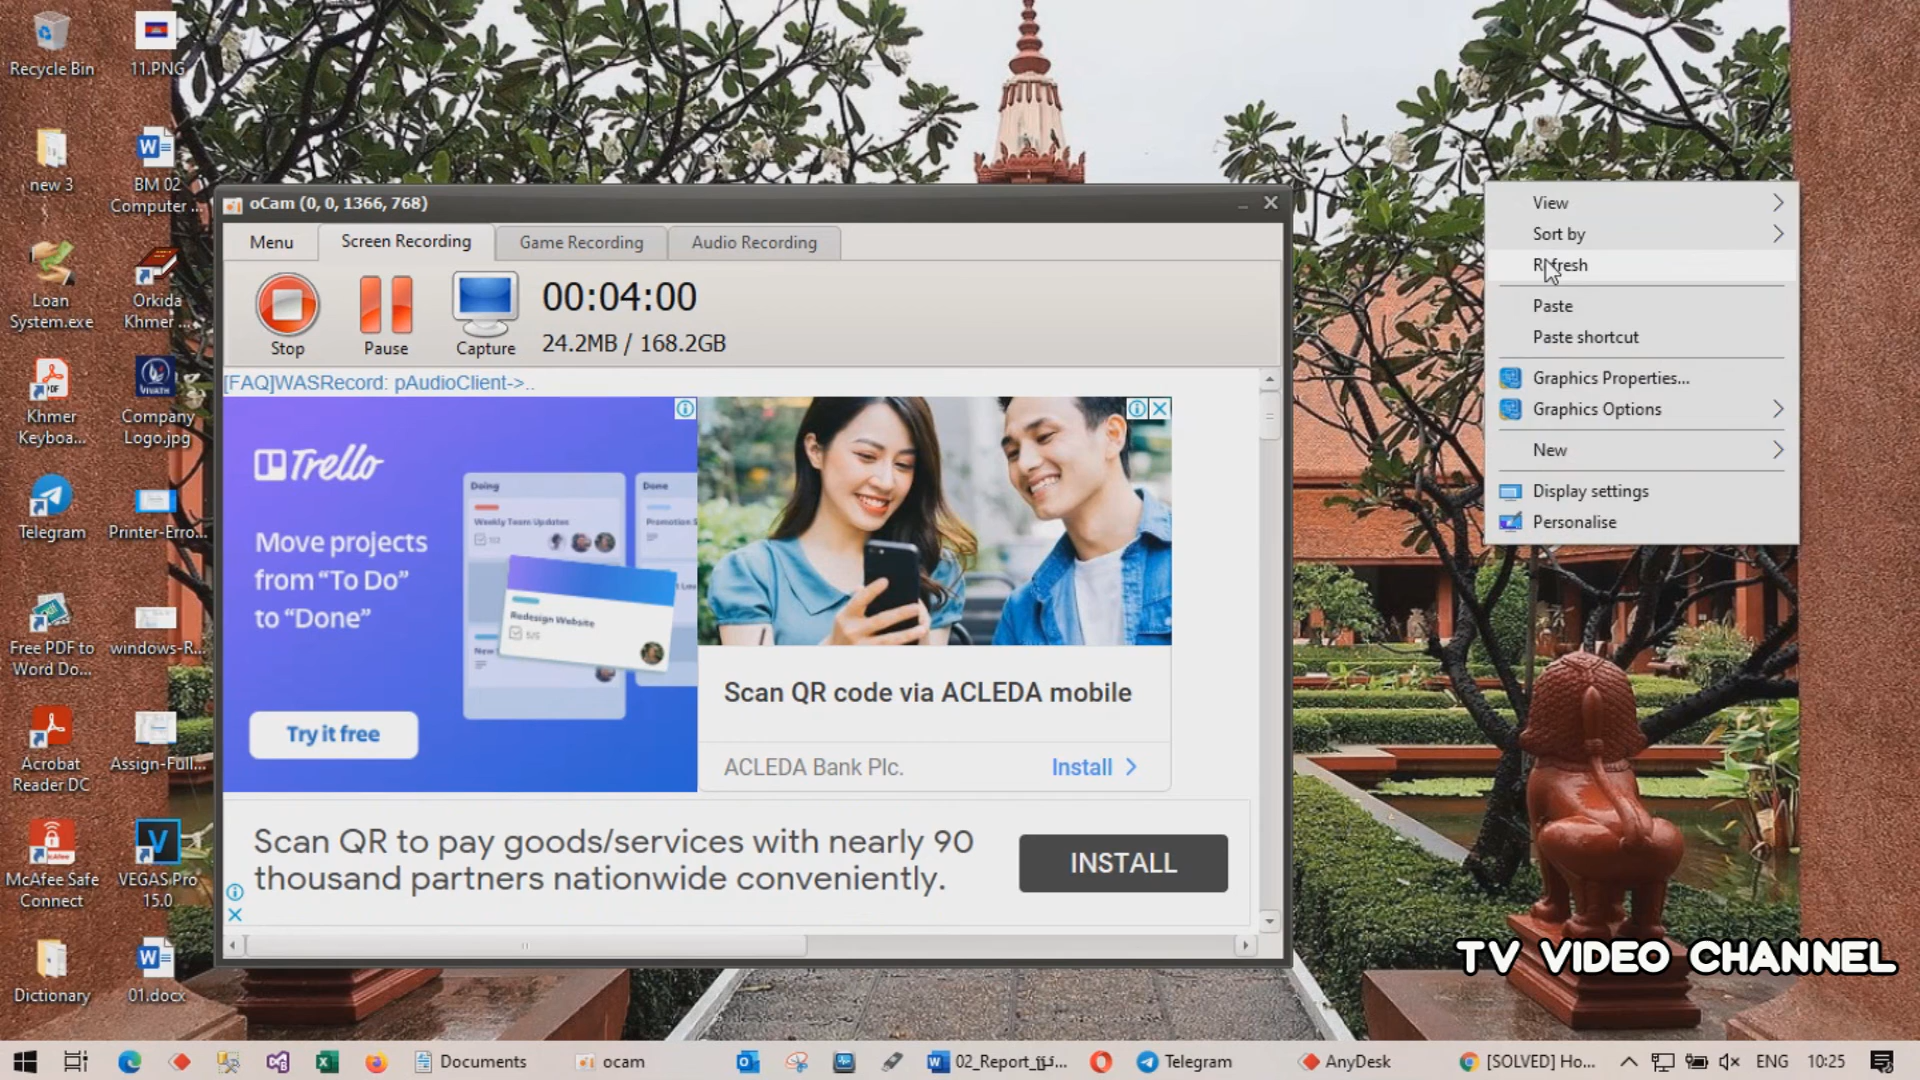 Recycle Bin
11.PNG
new 3
BM 02
Computer ...
Loan
System.exe
Orkida
Khmer ...
Khmer
Keyboa...
Company
Logo.jpg
Telegram
Printer-Erro...
Free PDF to
Word Do...
windows-R...
Acrobat
Reader DC
Assign-Full...
McAfee Safe
Connect
VEGAS Pro
15.0
Dictionary
01.docx
oCam (0, 0, 1366, 768)
Menu
Screen Recording
Game Recording
Audio Recording
Stop
Pause
Capture
00:04:00
24.2MB / 168.2GB
[FAQ]WASRecord: pAudioClient->..
Trello
Move projects
from “To Do”
to “Done”
Try it free
Doing
Weekly Team Updates
Done
Promotion S
Redesign Website
5/5
New
Scan QR code via ACLEDA mobile
ACLEDA Bank Plc.
Install
Scan QR to pay goods/services with nearly 90
thousand partners nationwide conveniently.
INSTALL
View
Sort by
Refresh
Paste
Paste shortcut
Graphics Properties...
Graphics Options
New
Display settings
Personalise
TV VIDEO CHANNEL
Documents
ocam
Telegram
AnyDesk
[SOLVED] Ho...
ENG
10:25